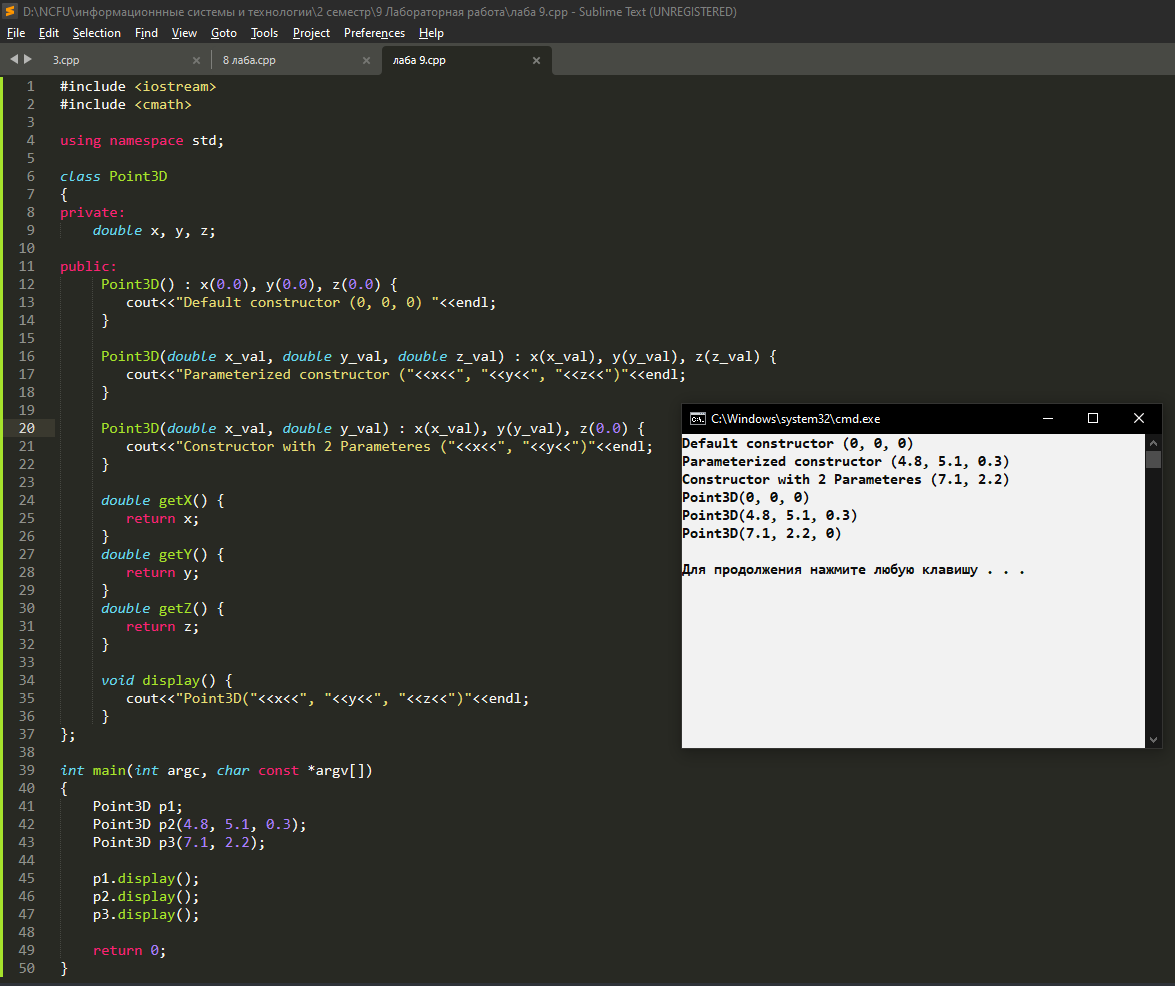 D:\NCFU\информационнные системы и технологии\2 семестр\9 Лабораторная работа\лаба 9.cpp - Sublime Text (UNREGISTERED)
File Edit Selection Find View Goto Tools Project Preferences Help
3.cpp × 8 лаба.cpp × лаба 9.cpp ×
1 #include <iostream>
2 #include <cmath>
3
4 using namespace std;
5
6 class Point3D
7 {
8 private:
9 double x, y, z;
10
11 public:
12 Point3D() : x(0.0), y(0.0), z(0.0) {
13 cout<<"Default constructor (0, 0, 0) "<<endl;
14 }
15
16 Point3D(double x_val, double y_val, double z_val) : x(x_val), y(y_val), z(z_val) {
17 cout<<"Parameterized constructor ("<<x<<", "<<y<<", "<<z<<")"<<endl;
18 }
19
20 Point3D(double x_val, double y_val) : x(x_val), y(y_val), z(0.0) {
21 cout<<"Constructor with 2 Parameteres ("<<x<<", "<<y<<")"<<endl;
22 }
23
24 double getX() {
25 return x;
26 }
27 double getY() {
28 return y;
29 }
30 double getZ() {
31 return z;
32 }
33
34 void display() {
35 cout<<"Point3D("<<x<<", "<<y<<", "<<z<<")"<<endl;
36 }
37 };
38
39 int main(int argc, char const *argv[])
40 {
41 Point3D p1;
42 Point3D p2(4.8, 5.1, 0.3);
43 Point3D p3(7.1, 2.2);
44
45 p1.display();
46 p2.display();
47 p3.display();
48
49 return 0;
50 }
C:\Windows\system32\cmd.exe
Default constructor (0, 0, 0)
Parameterized constructor (4.8, 5.1, 0.3)
Constructor with 2 Parameteres (7.1, 2.2)
Point3D(0, 0, 0)
Point3D(4.8, 5.1, 0.3)
Point3D(7.1, 2.2, 0)
Для продолжения нажмите любую клавишу . . .